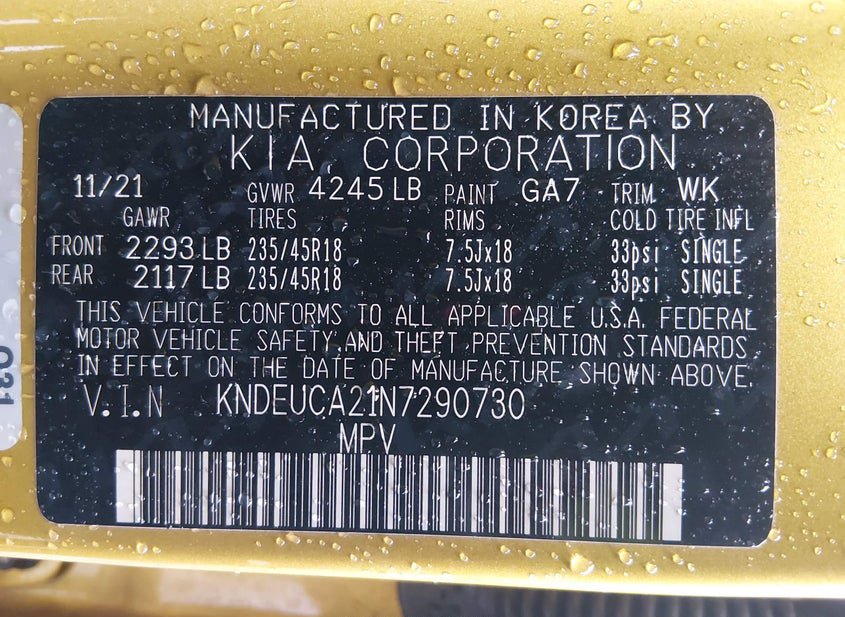 MANUFACTURED IN KOREA BY
KIA CORPORATION
11/21 GVWR 4245 LB PAINT GA7 TRIM WK
GAWR TIRES RIMS COLD TIRE INFL
FRONT 2293 LB 235/45R18 7.5Jx18 33psi SINGLE
REAR 2117 LB 235/45R18 7.5Jx18 33psi SINGLE
THIS VEHICLE CONFORMS TO ALL APPLICABLE U.S.A. FEDERAL
MOTOR VEHICLE SAFETY AND THEFT PREVENTION STANDARDS
IN EFFECT ON THE DATE OF MANUFACTURE SHOWN ABOVE.
V.I.N KNDEUCA21N7290730
MPV
031